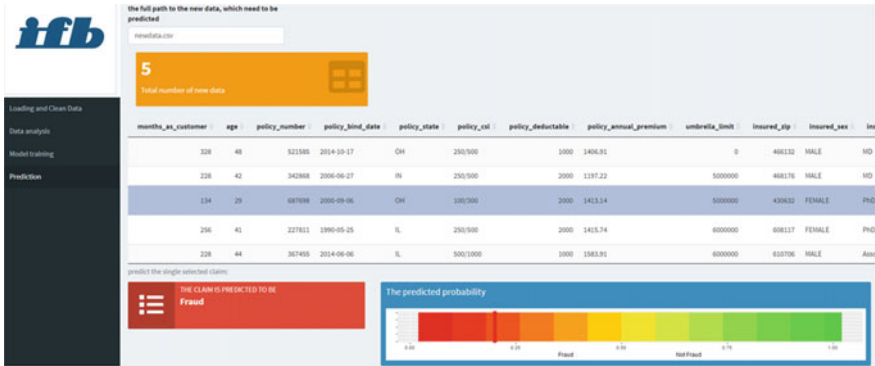 the full path to the new data, which need to be
predicted
ifb
newdata.csv
5
Total number of new data
Loading and Clean Data
Data analysis
Model training
Prediction
months_as_customer age policy_number policy_bind_date policy_state policy_csl policy_deductable policy_annual_premium umbrella_limit insured_zip insured_sex ins
328 48 521585 2014-10-17 OH 250/500 1000 1406.91 0 466132 MALE MD
228 42 342868 2006-06-27 IN 250/500 2000 1197.22 5000000 468176 MALE MD
134 29 687698 2000-09-06 OH 100/300 2000 1413.14 5000000 430632 FEMALE PhD
256 41 227811 1990-05-25 IL 250/500 2000 1415.74 6000000 608117 FEMALE PhD
228 44 367455 2014-06-06 IL 500/1000 1000 1583.91 6000000 610706 MALE Asso
predict the single selected claim:
THE CLAIM IS PREDICTED TO BE
Fraud
The predicted probability
0.00 0.25 0.50 0.75 1.00
Fraud Not Fraud